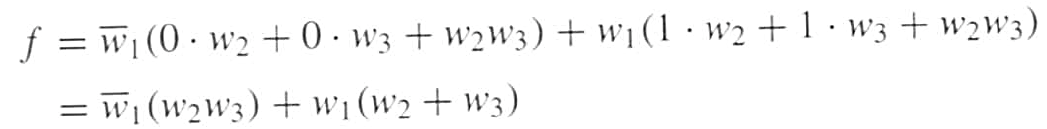 f = w̅₁(0 · w₂ + 0 · w₃ + w₂w₃) + w₁(1 · w₂ + 1 · w₃ + w₂w₃)
= w̅₁(w₂w₃) + w₁(w₂ + w₃)